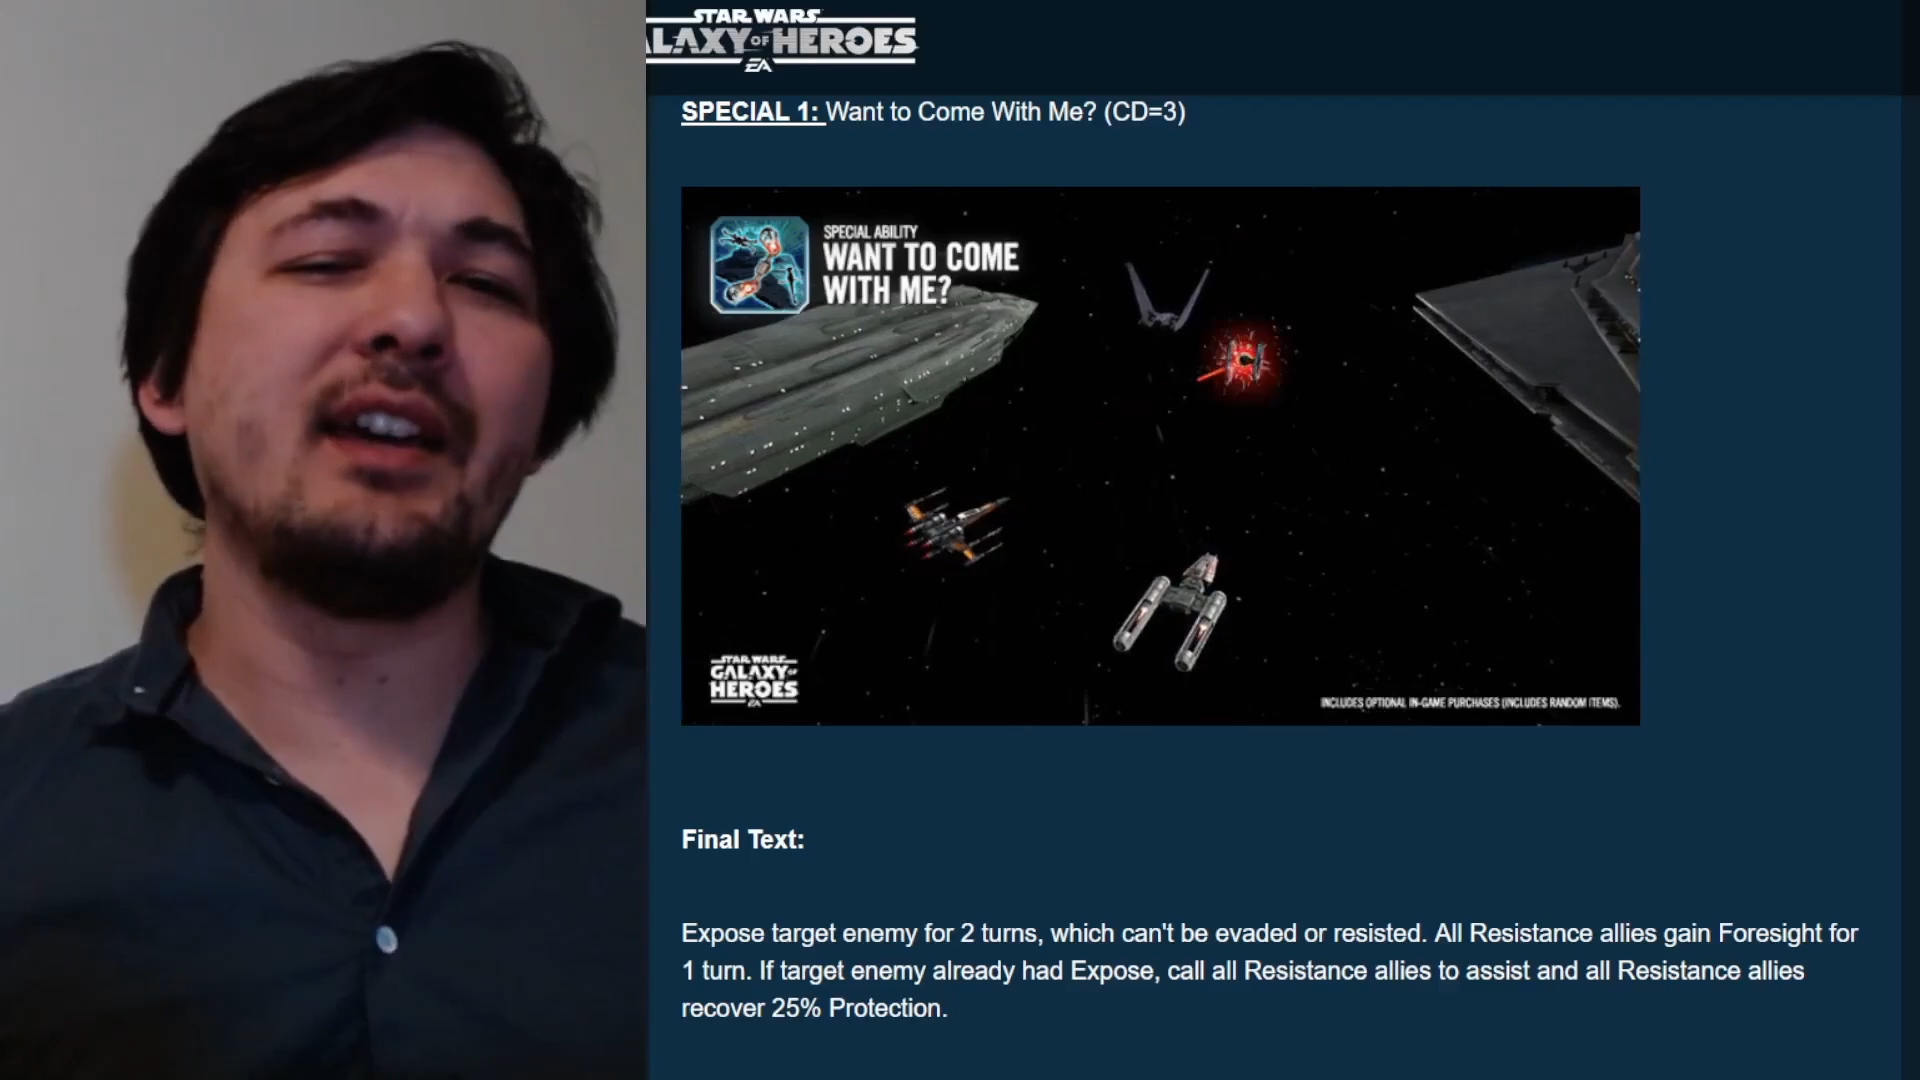 STAR WARS
GALAXY OF HEROES
EA
SPECIAL 1: Want to Come With Me? (CD=3)
SPECIAL ABILITY
WANT TO COME
WITH ME?
STAR WARS
GALAXY OF
HEROES
EA
INCLUDES OPTIONAL IN-GAME PURCHASES (INCLUDES RANDOM ITEMS).
Final Text:
Expose target enemy for 2 turns, which can't be evaded or resisted. All Resistance allies gain Foresight for
1 turn. If target enemy already had Expose, call all Resistance allies to assist and all Resistance allies
recover 25% Protection.